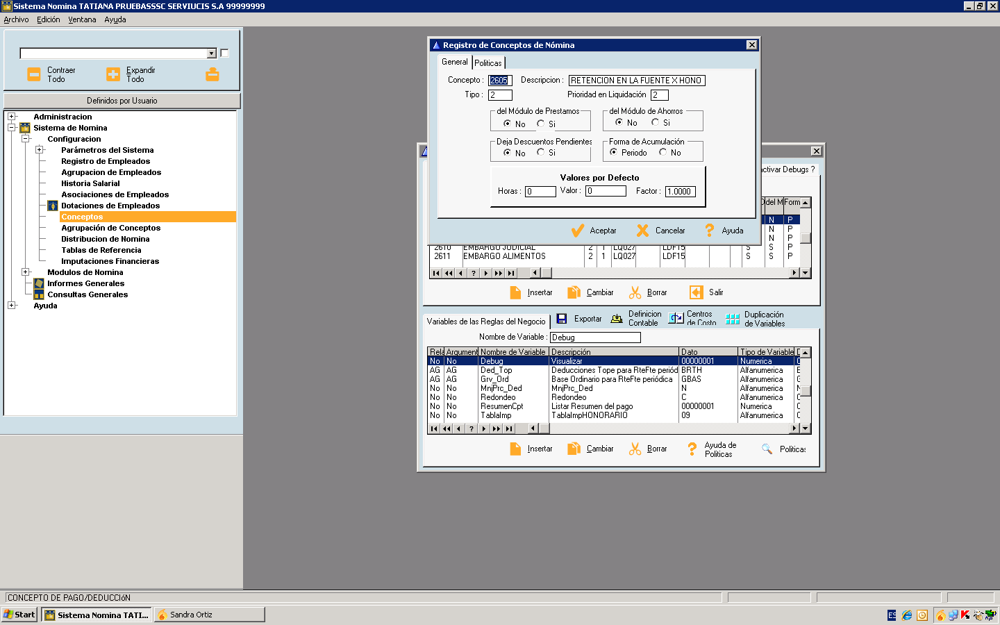 Sistema Nomina TATIANA PRUEBASSSC SERVIUCIS S.A 99999999
Archivo Edición Ventana Ayuda
Contraer Todo
Expandir Todo
Definidos por Usuario
Administracion
Sistema de Nomina
Configuracion
Parámetros del Sistema
Registro de Empleados
Agrupacion de Empleados
Historia Salarial
Asociaciones de Empleados
Dotaciones de Empleados
Conceptos
Agrupación de Conceptos
Distribucion de Nomina
Tablas de Referencia
Imputaciones Financieras
Modulos de Nomina
Informes Generales
Consultas Generales
Ayuda
Registro de Conceptos de Nómina
General Politicas
Concepto : 2605 Descripcion : RETENCION EN LA FUENTE X HONO
Tipo : 2 Prioridad en Liquidación 2
del Módulo de Prestamos del Módulo de Ahorros
No Si No Si
Deja Descuentos Pendientes Forma de Acumulación
No Si Periodo No
Valores por Defecto
Horas : 0 Valor : 0 Factor : 1.0000
Aceptar Cancelar Ayuda
activar Debugs ?
del M Form
N P
N P
N P
2610 EMBARGO JUDICIAL 2 1 LQ027 LDF15 S S P
2611 EMBARGO ALIMENTOS 2 1 LQ027 LDF15 S S P
Insertar Cambiar Borrar Salir
Variables de las Reglas del Negocio Exportar Definicion Contable Centros de Costo Duplicación de Variables
Nombre de Variable : Debug
Rela Argument Nombre de Variable Descripción Dato Tipo de Variable D
No No Debug Visualizar 00000001 Numerica
AG AG Ded_Top Deducciones Tope para RteFte periód BRTH Alfanumerica
AG AG Grv_Ord Base Ordinario para RteFte periódica GBAS Alfanumerica
No No MnjPrc_Ded MnjPrc_Ded N Alfanumerica
No No Redondeo Redondeo C Alfanumerica
No No ResumenCpt Listar Resumen del pago 00000001 Numerica
No No TablaImp TablaImpHONORARIO 09 Alfanumerica
Insertar Cambiar Borrar Ayuda de Politicas Politicas
CONCEPTO DE PAGO/DEDUCCIóN
Start Sistema Nomina TATI... Sandra Ortiz ES